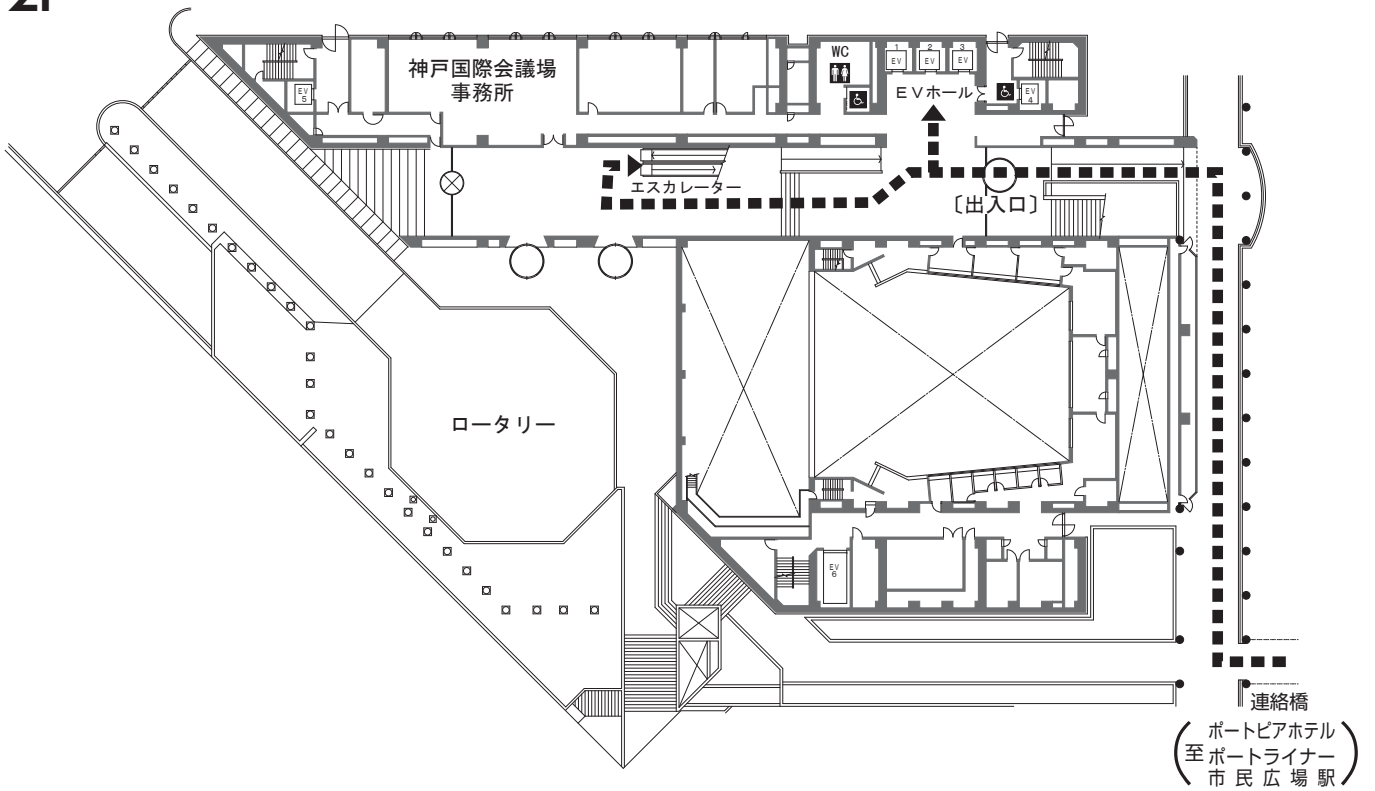 2F
WC
1
EV
2
EV
3
EV
神戸国際会議場
事務所
EV
5
EVホール
EV
4
エスカレーター
〔出入口〕
ロータリー
EV
6
連絡橋
ポートピアホテル
至 ポートライナー
市民広場駅